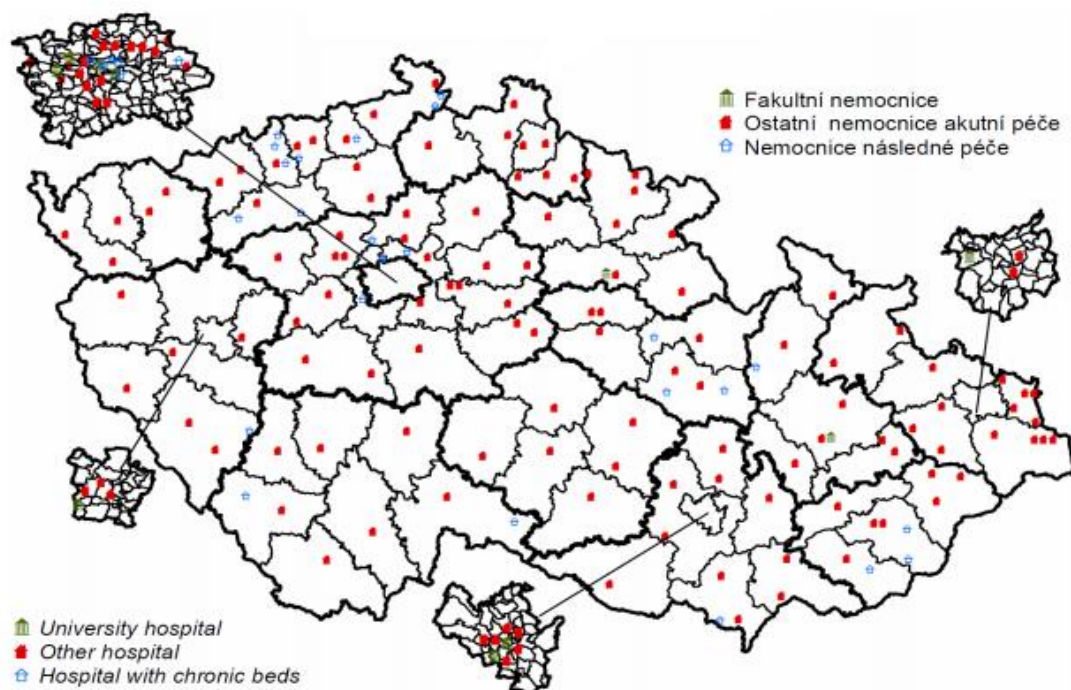 Fakultní nemocnice
Ostatní nemocnice akutní péče
Nemocnice následné péče
University hospital
Other hospital
Hospital with chronic beds